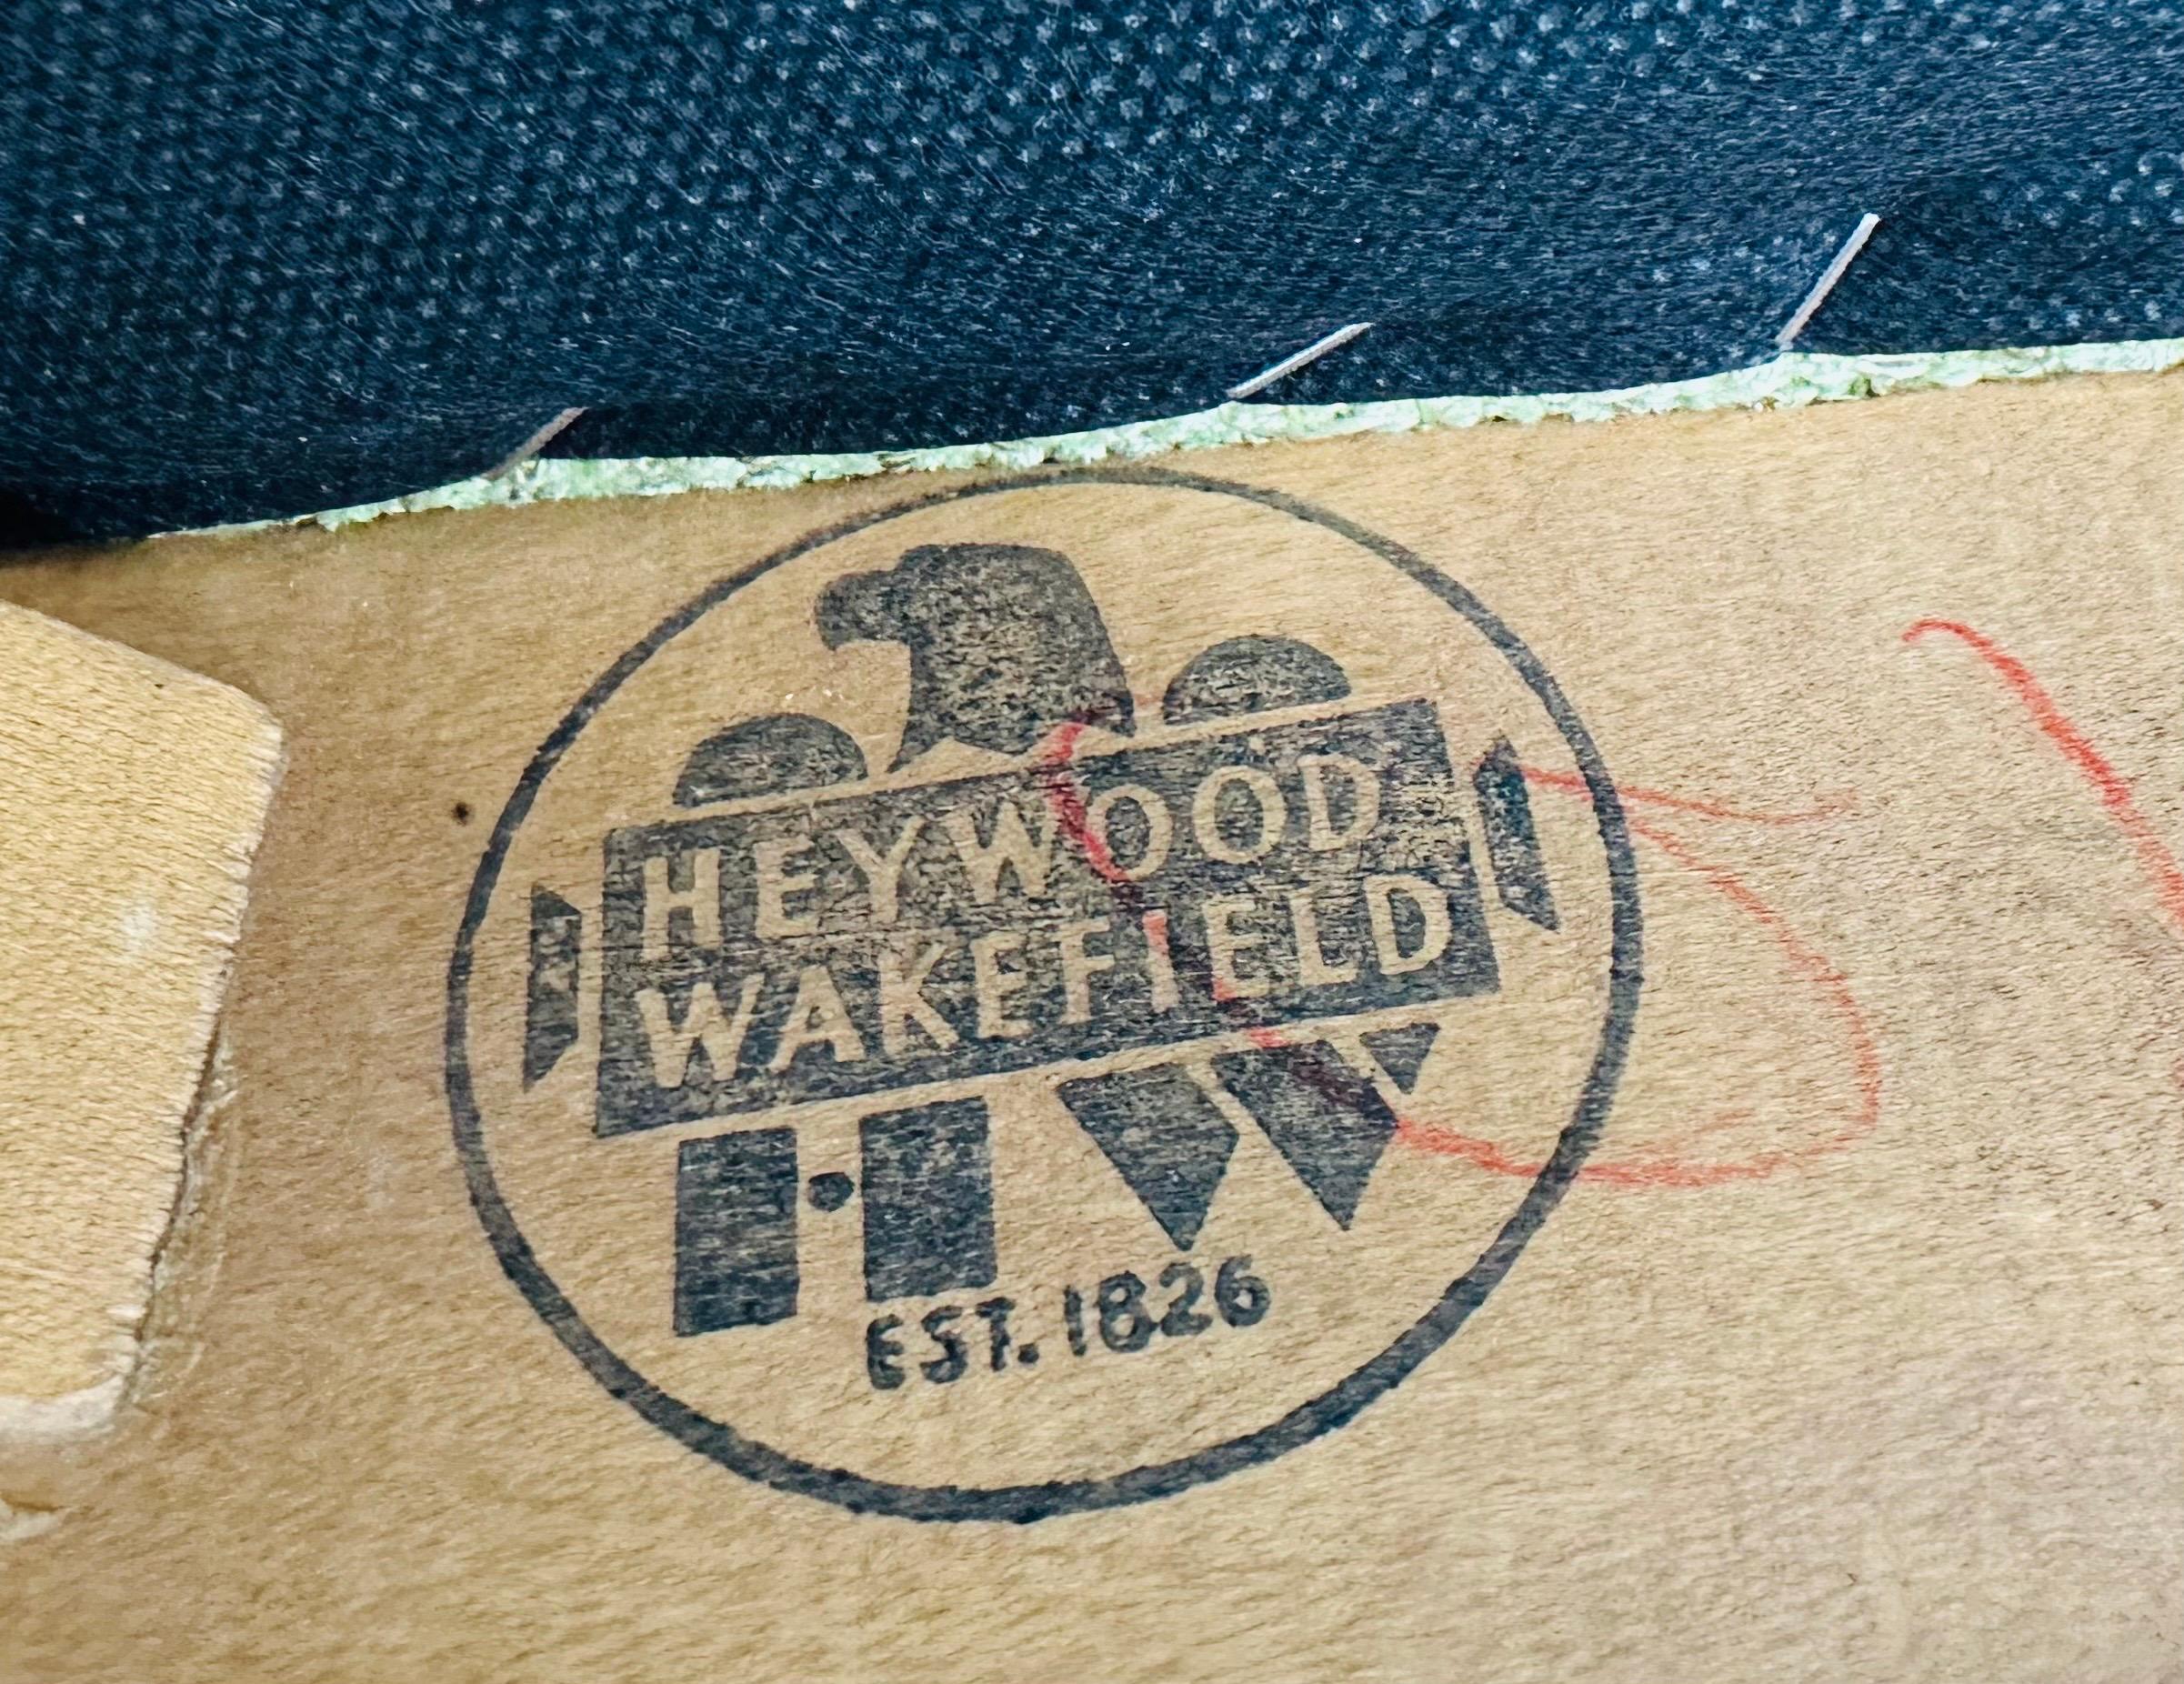 HEYWOOD
WAKEFIELD
H·W
EST. 1826